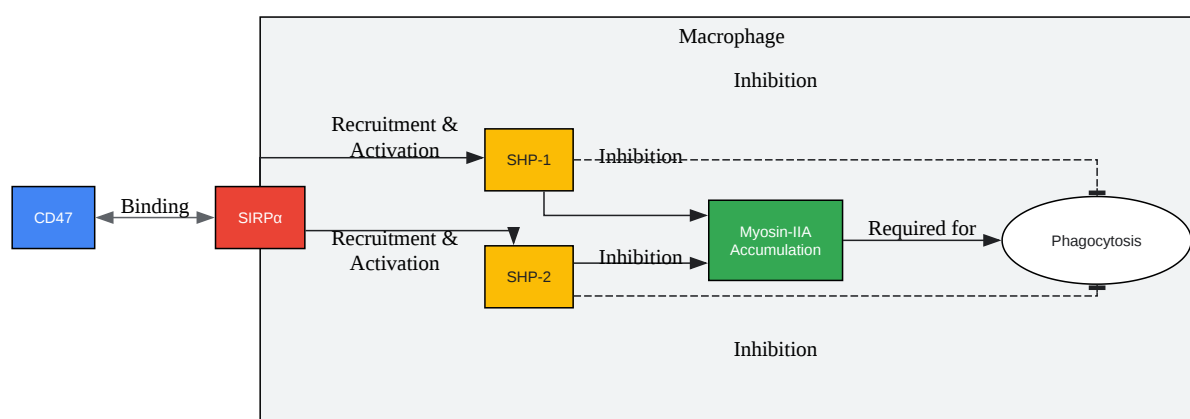 Macrophage
Inhibition
Recruitment &
Activation
SHP-1
Inhibition
CD47
Binding
SIRPα
Myosin-IIA
Accumulation
Required for
Phagocytosis
Recruitment &
Activation
SHP-2
Inhibition
Inhibition